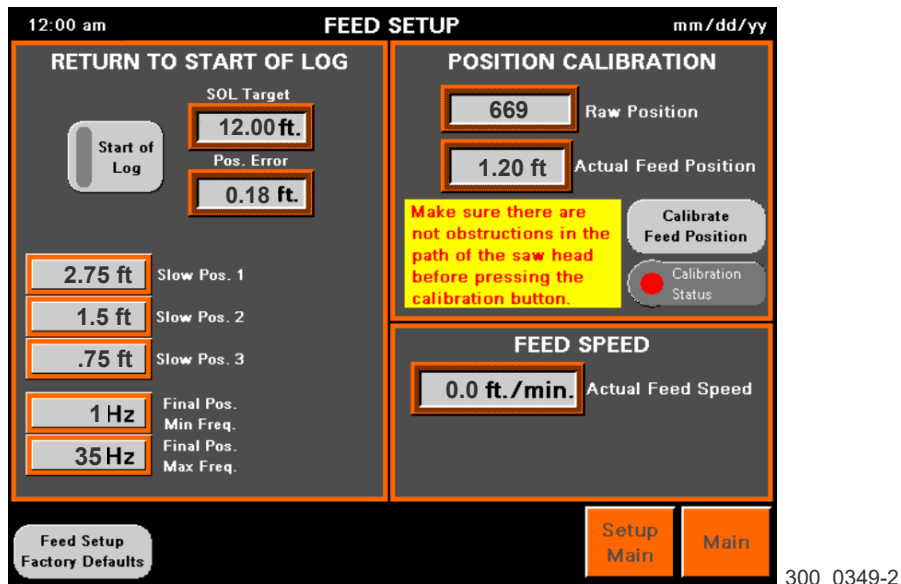 12:00 am FEED SETUP mm/dd/yy
RETURN TO START OF LOG
SOL Target
12.00 ft.
Start of
Log
Pos. Error
0.18 ft.
2.75 ft Slow Pos. 1
1.5 ft Slow Pos. 2
.75 ft Slow Pos. 3
1 Hz Final Pos.
Min Freq.
35 Hz Final Pos.
Max Freq.
POSITION CALIBRATION
669 Raw Position
1.20 ft Actual Feed Position
Make sure there are
not obstructions in the
path of the saw head
before pressing the
calibration button.
Calibrate
Feed Position
Calibration
Status
FEED SPEED
0.0 ft./min. Actual Feed Speed
Feed Setup
Factory Defaults
Setup
Main
Main
300_0349-2